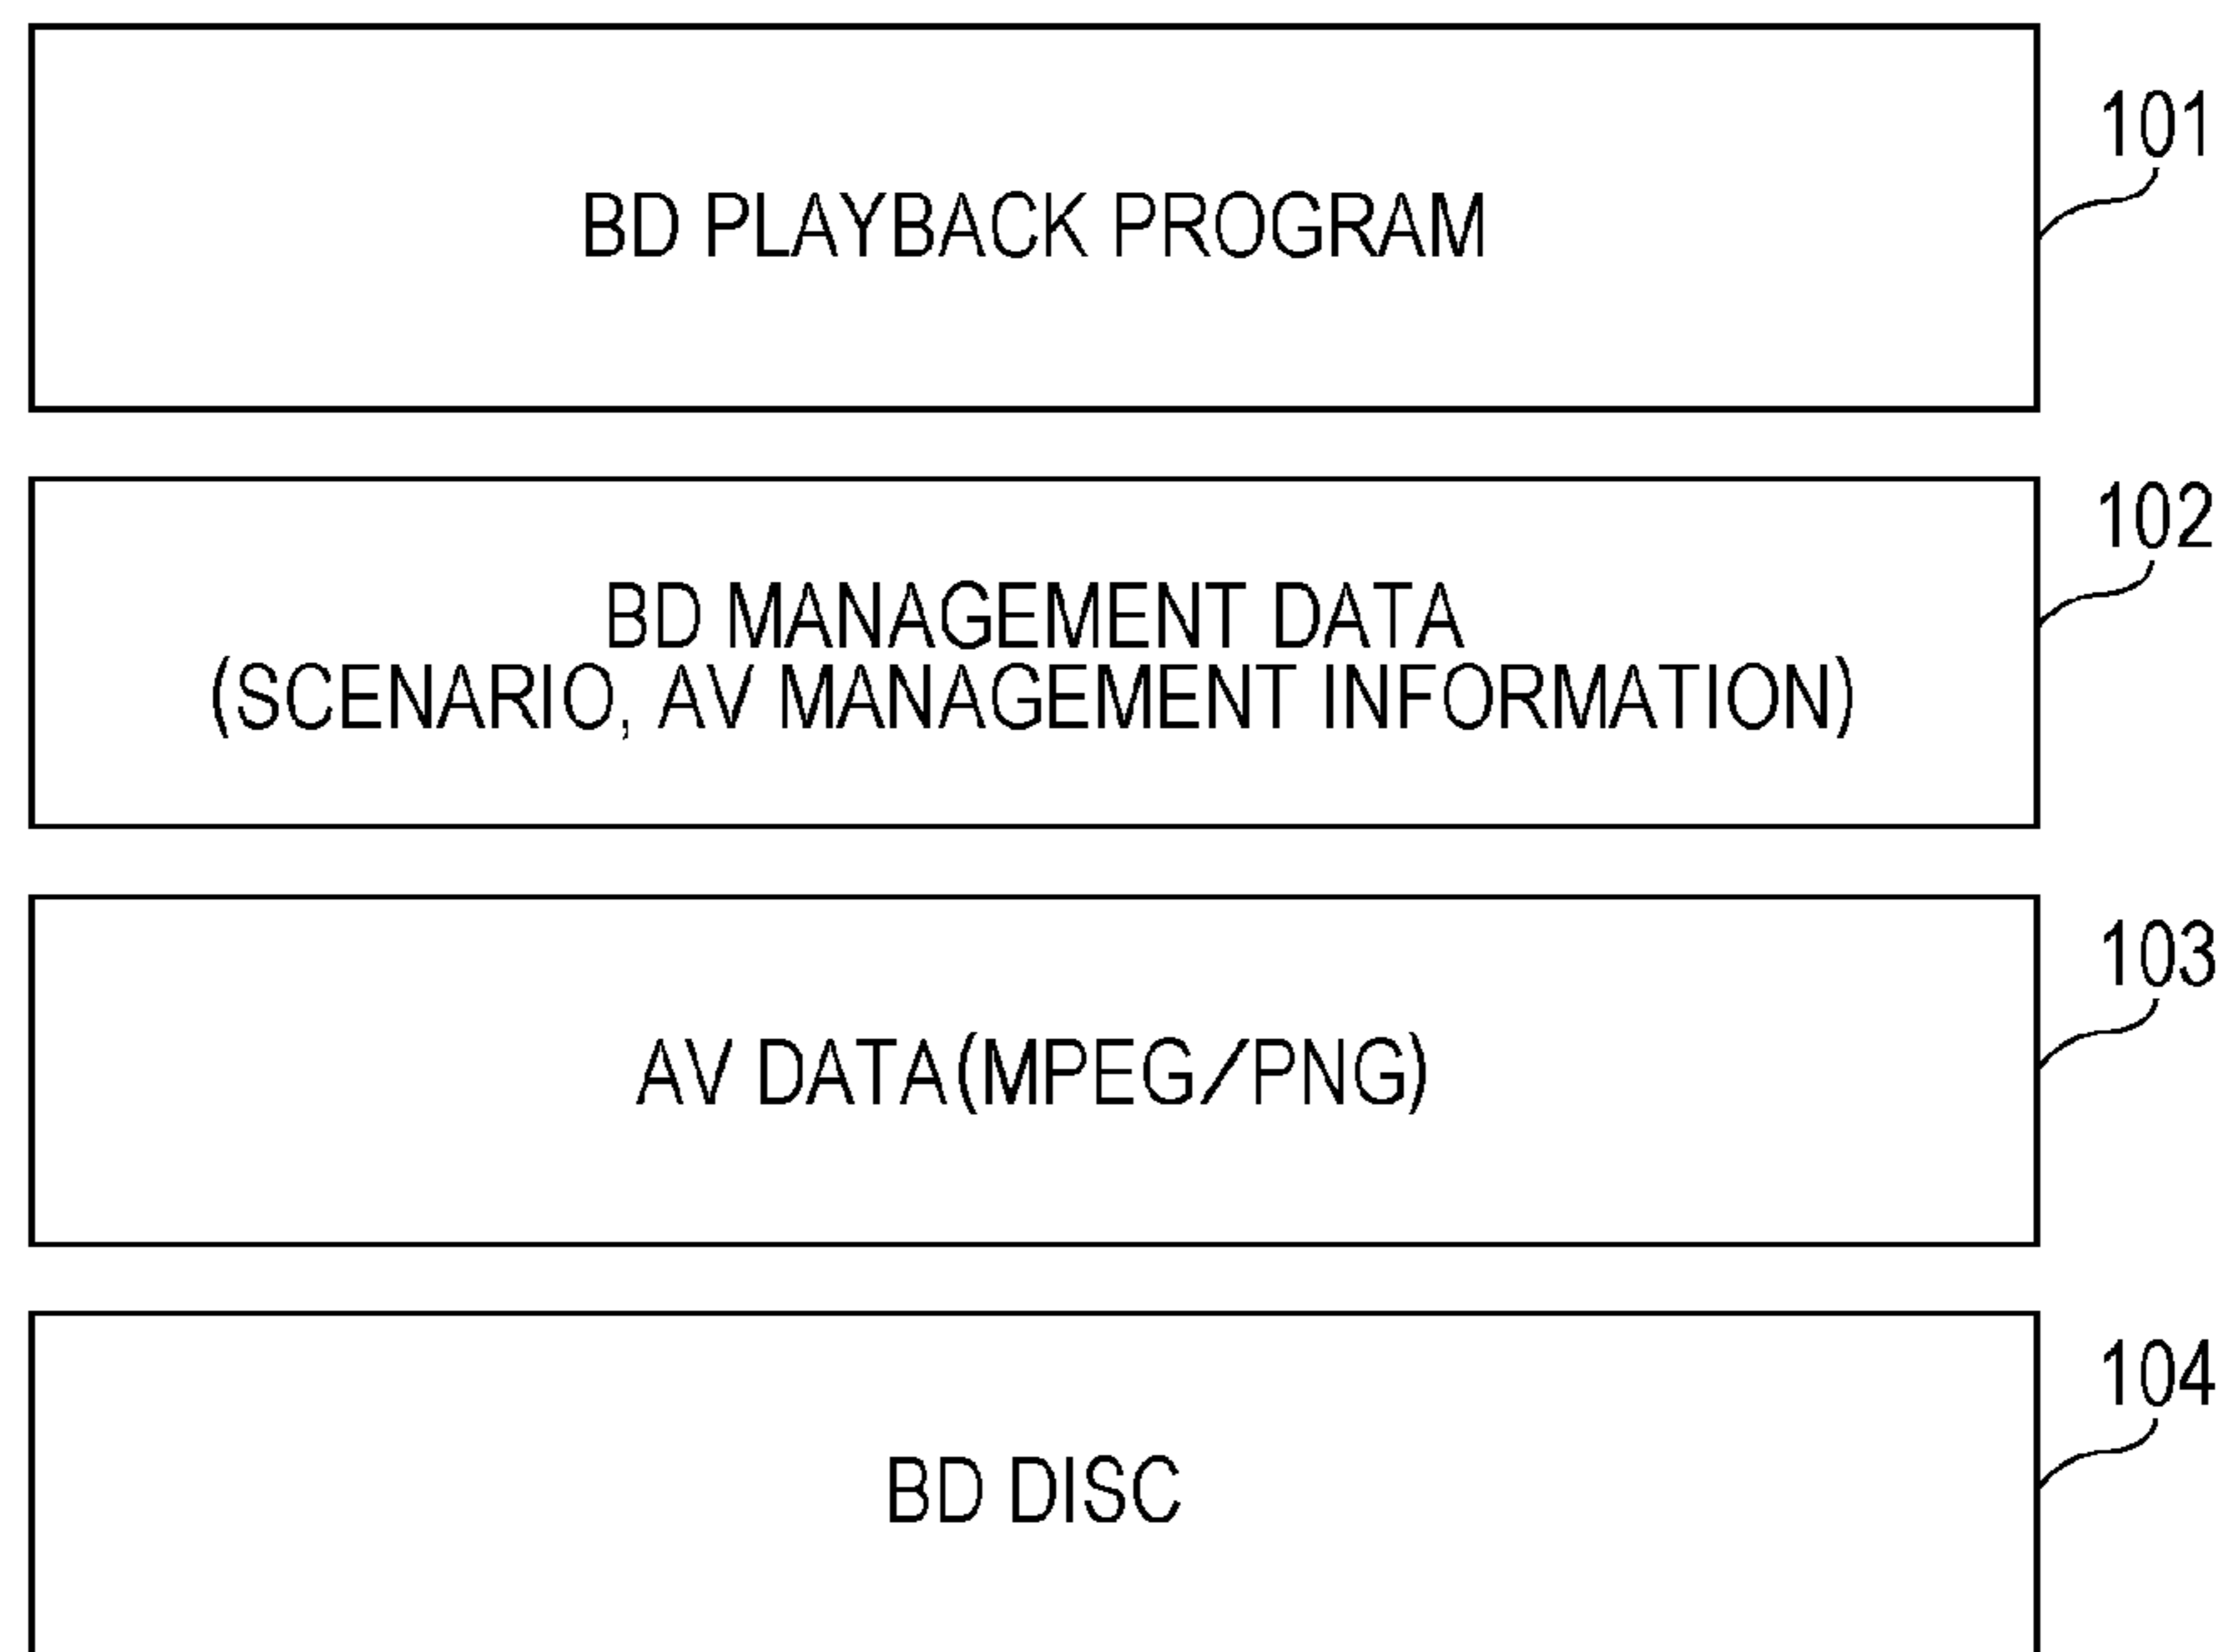 101
BD PLAYBACK PROGRAM
102
BD MANAGEMENT DATA
(SCENARIO, AV MANAGEMENT INFORMATION)
103
AV DATA(MPEG/PNG)
104
BD DISC